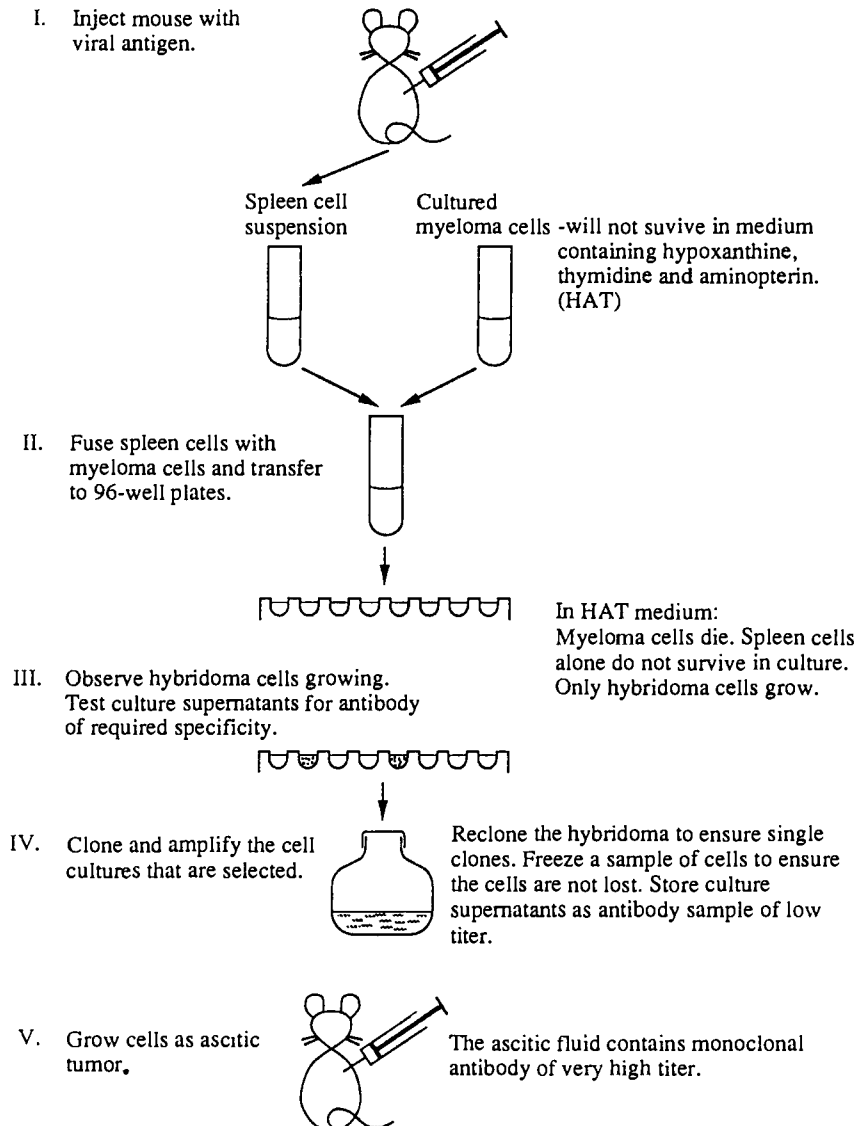 I. Inject mouse with
viral antigen.
Spleen cell
suspension
Cultured
myeloma cells -will not suvive in medium
containing hypoxanthine,
thymidine and aminopterin.
(HAT)
II. Fuse spleen cells with
myeloma cells and transfer
to 96-well plates.
In HAT medium:
Myeloma cells die. Spleen cells
alone do not survive in culture.
Only hybridoma cells grow.
III. Observe hybridoma cells growing.
Test culture supernatants for antibody
of required specificity.
IV. Clone and amplify the cell
cultures that are selected.
Reclone the hybridoma to ensure single
clones. Freeze a sample of cells to ensure
the cells are not lost. Store culture
supernatants as antibody sample of low
titer.
V. Grow cells as ascitic
tumor.
The ascitic fluid contains monoclonal
antibody of very high titer.